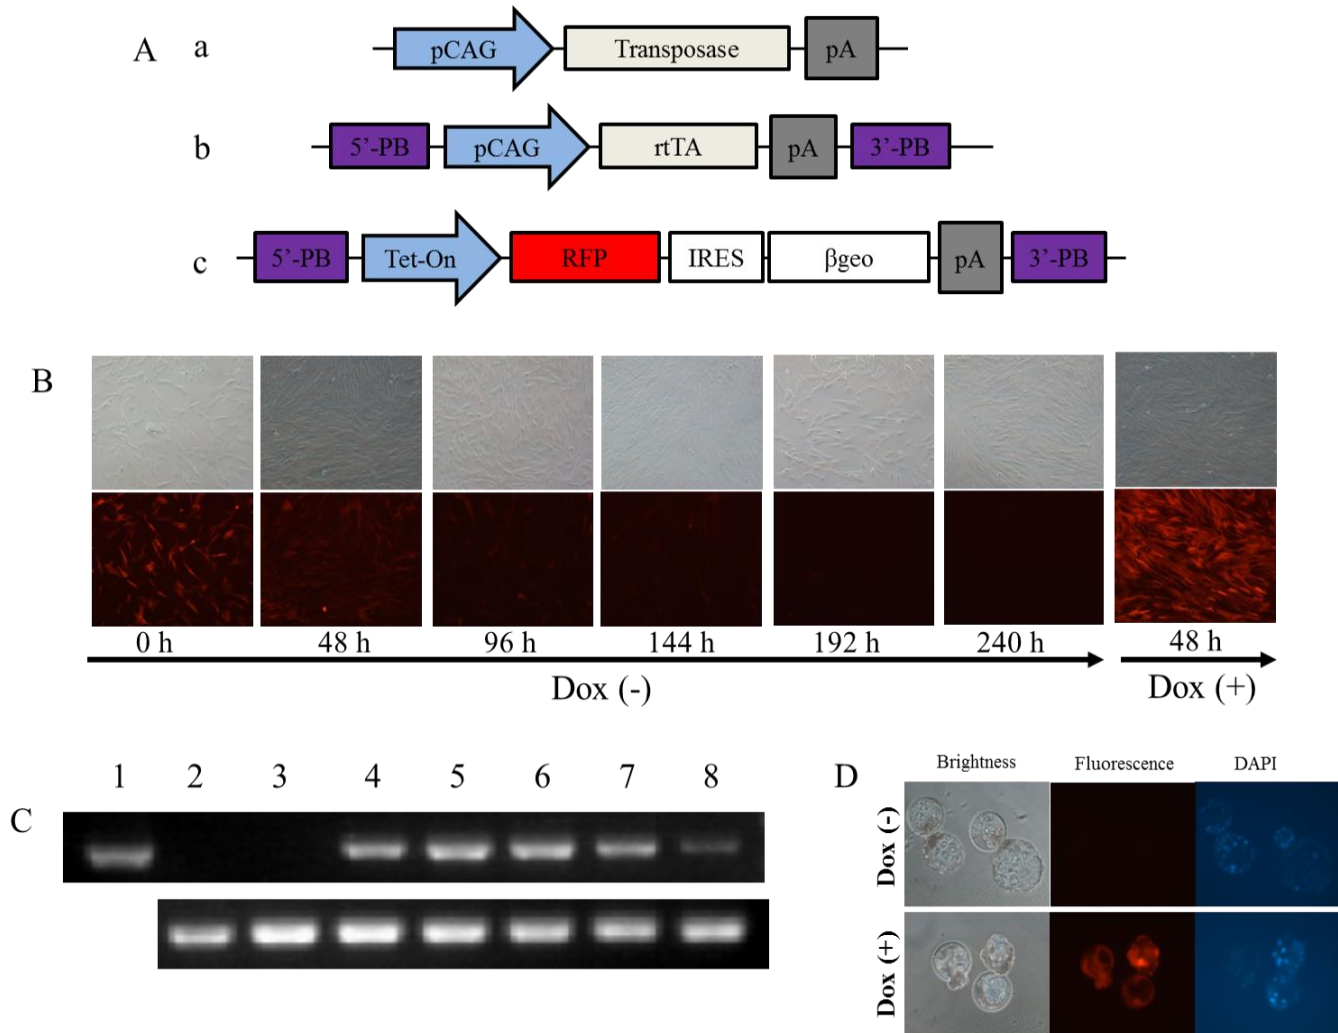 A
a
pCAG
Transposase
pA
b
5’-PB
pCAG
rtTA
pA
3’-PB
c
5’-PB
Tet-On
RFP
IRES
βgeo
pA
3’-PB
B
0 h
48 h
96 h
144 h
192 h
240 h
48 h
Dox (-)
Dox (+)
C
1 2 3 4 5 6 7 8
D
Brightness
Fluorescence
DAPI
Dox (-)
Dox (+)